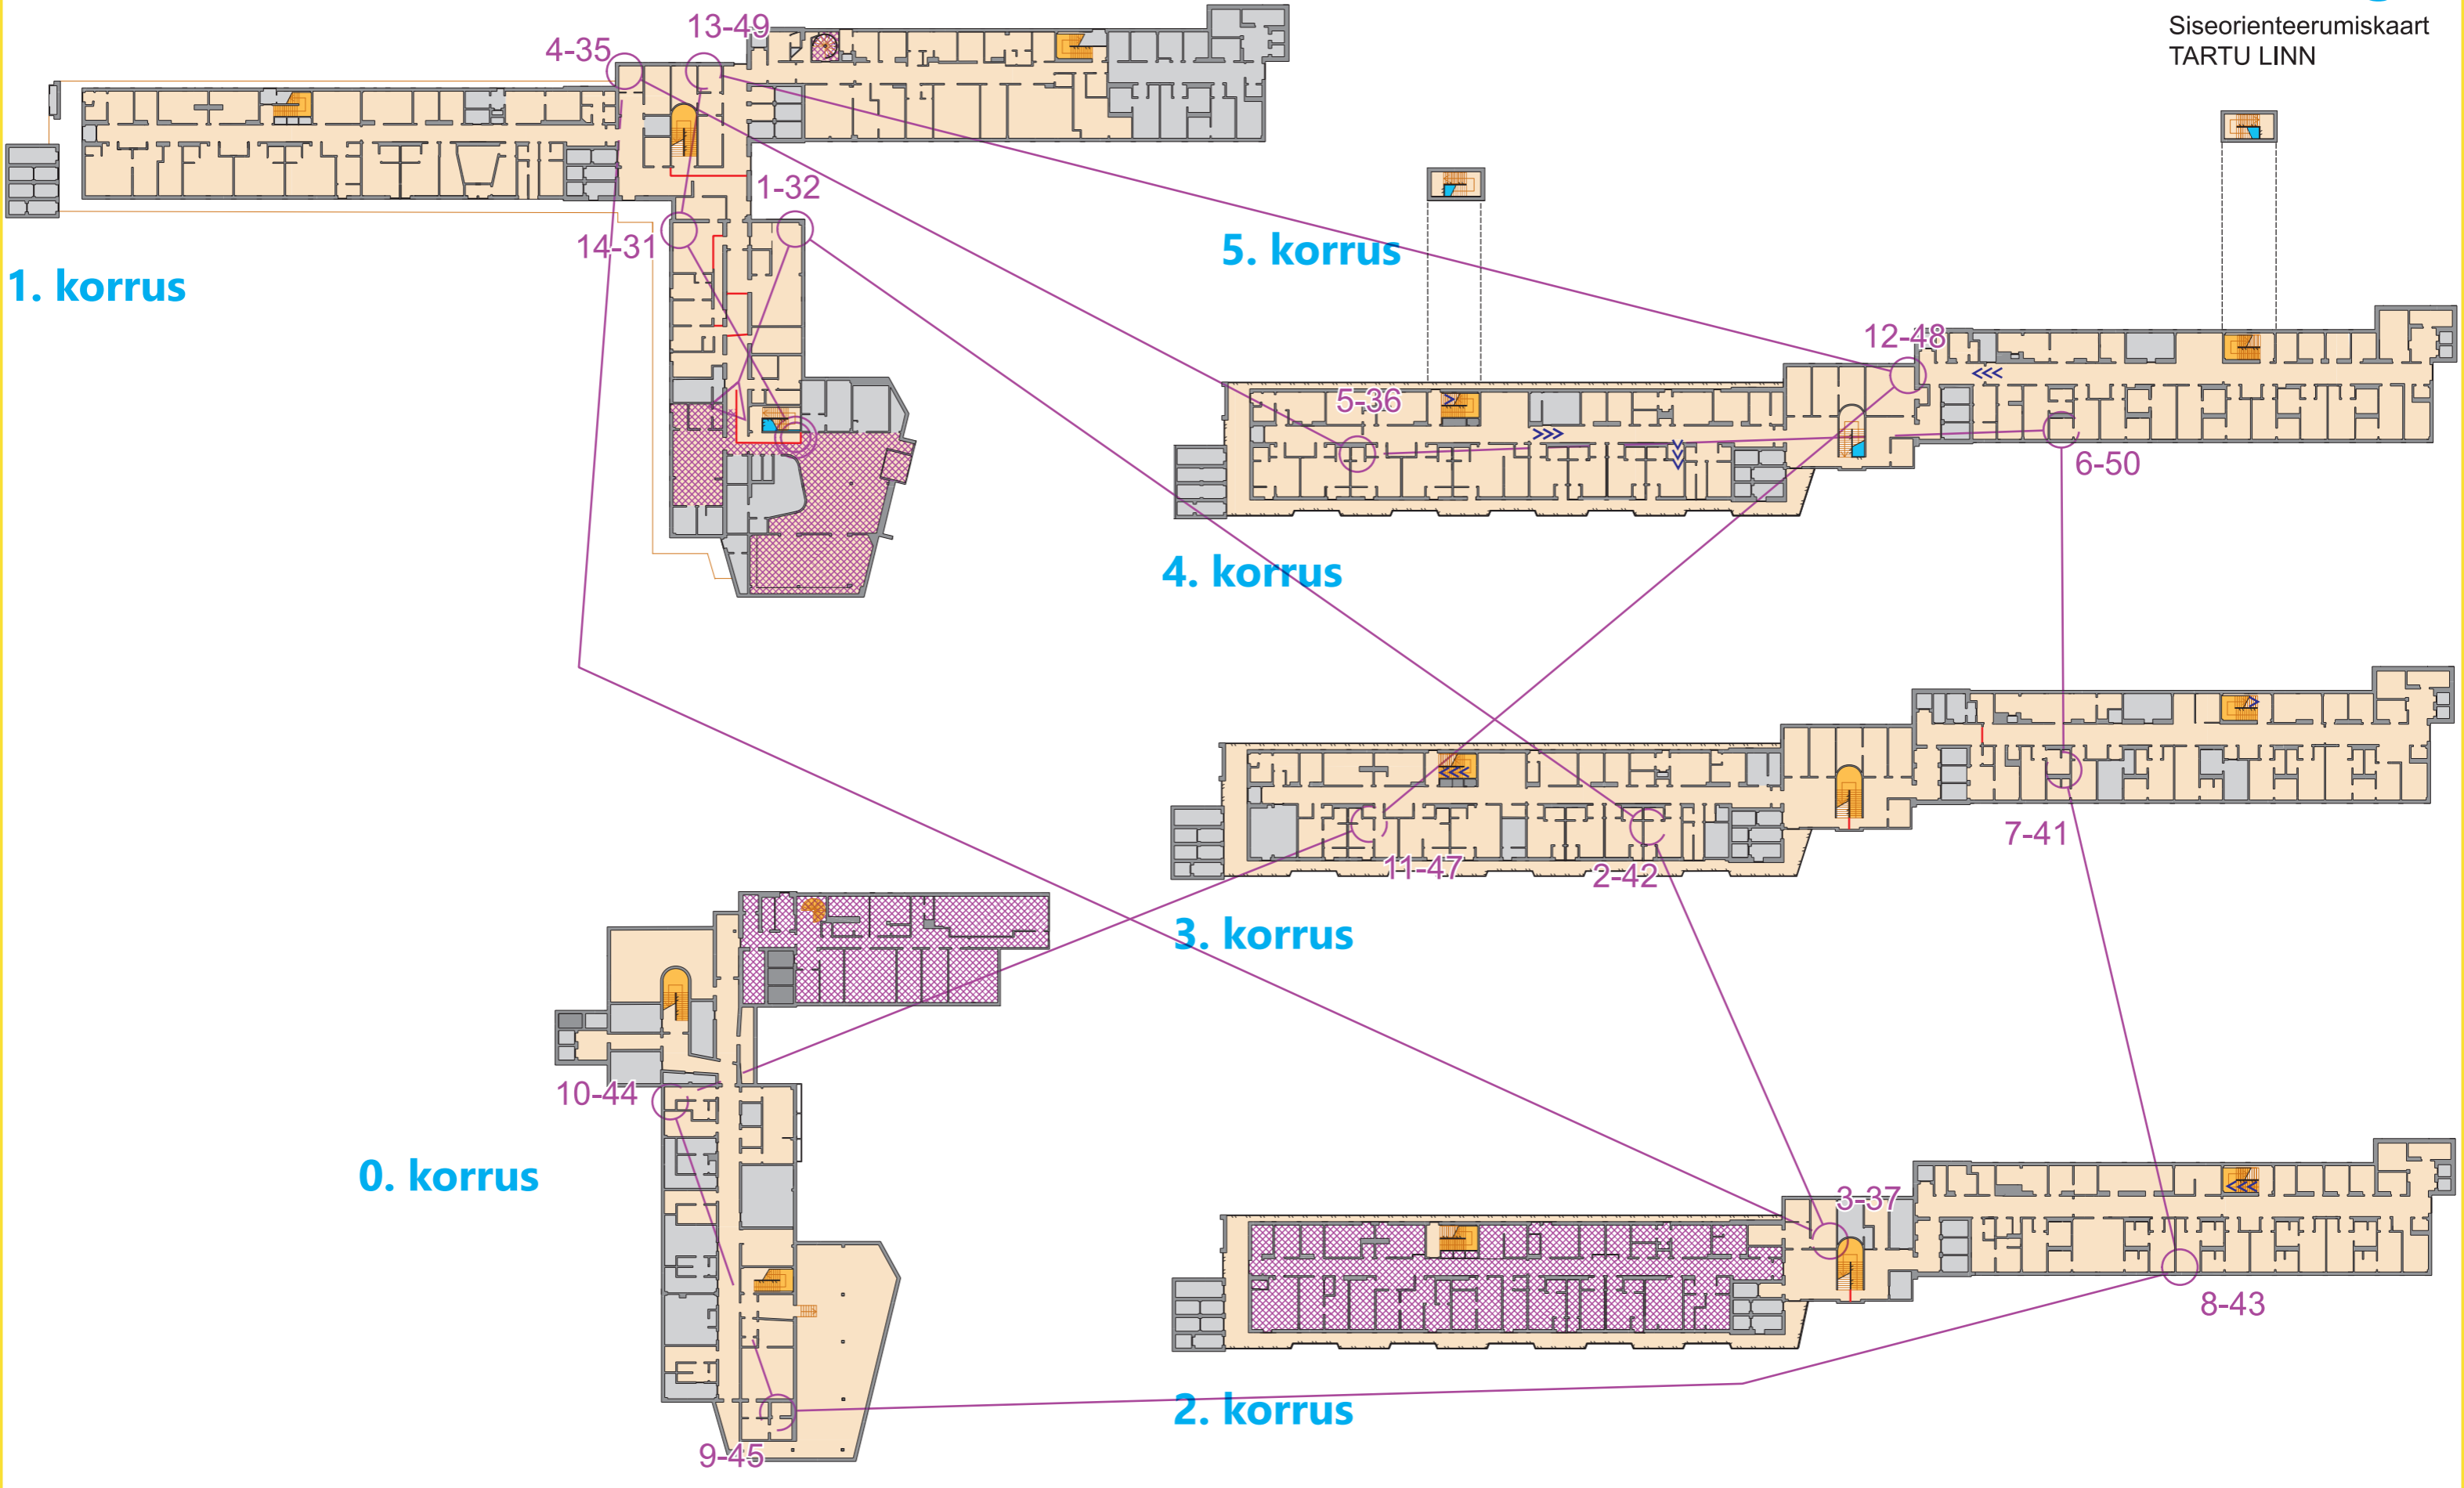 Siseorienteerumiskaart
TARTU LINN
13-49
4-35
1-32
14-31
5. korrus
1. korrus
12-48
5-36
6-50
4. korrus
7-41
11-47
2-42
3. korrus
10-44
0. korrus
3-37
8-43
2. korrus
9-45